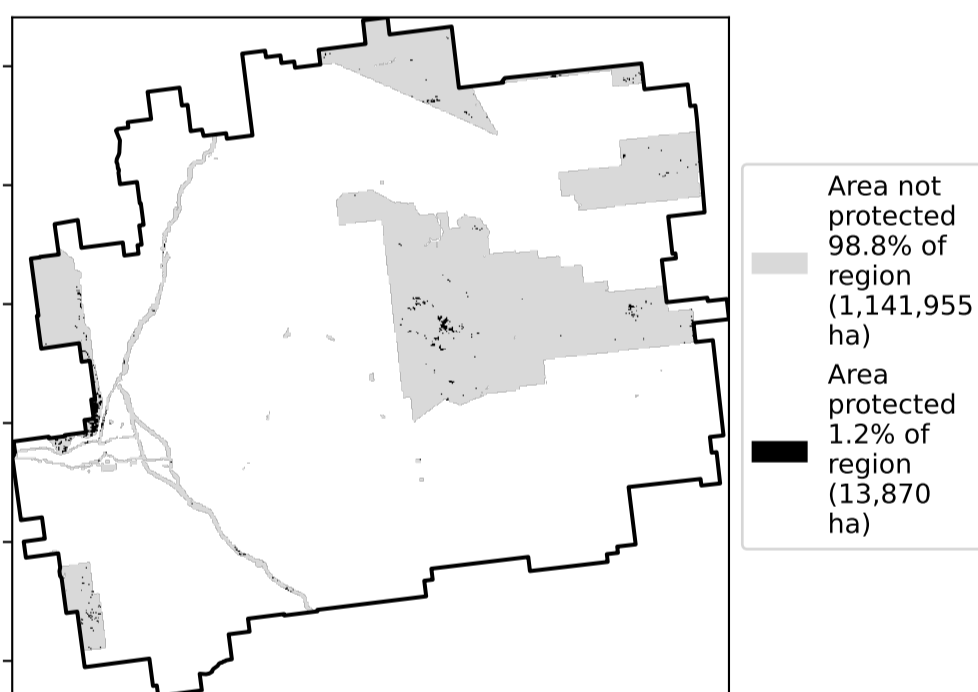 Area not
protected
98.8% of
region
(1,141,955
ha)
Area
protected
1.2% of
region
(13,870
ha)